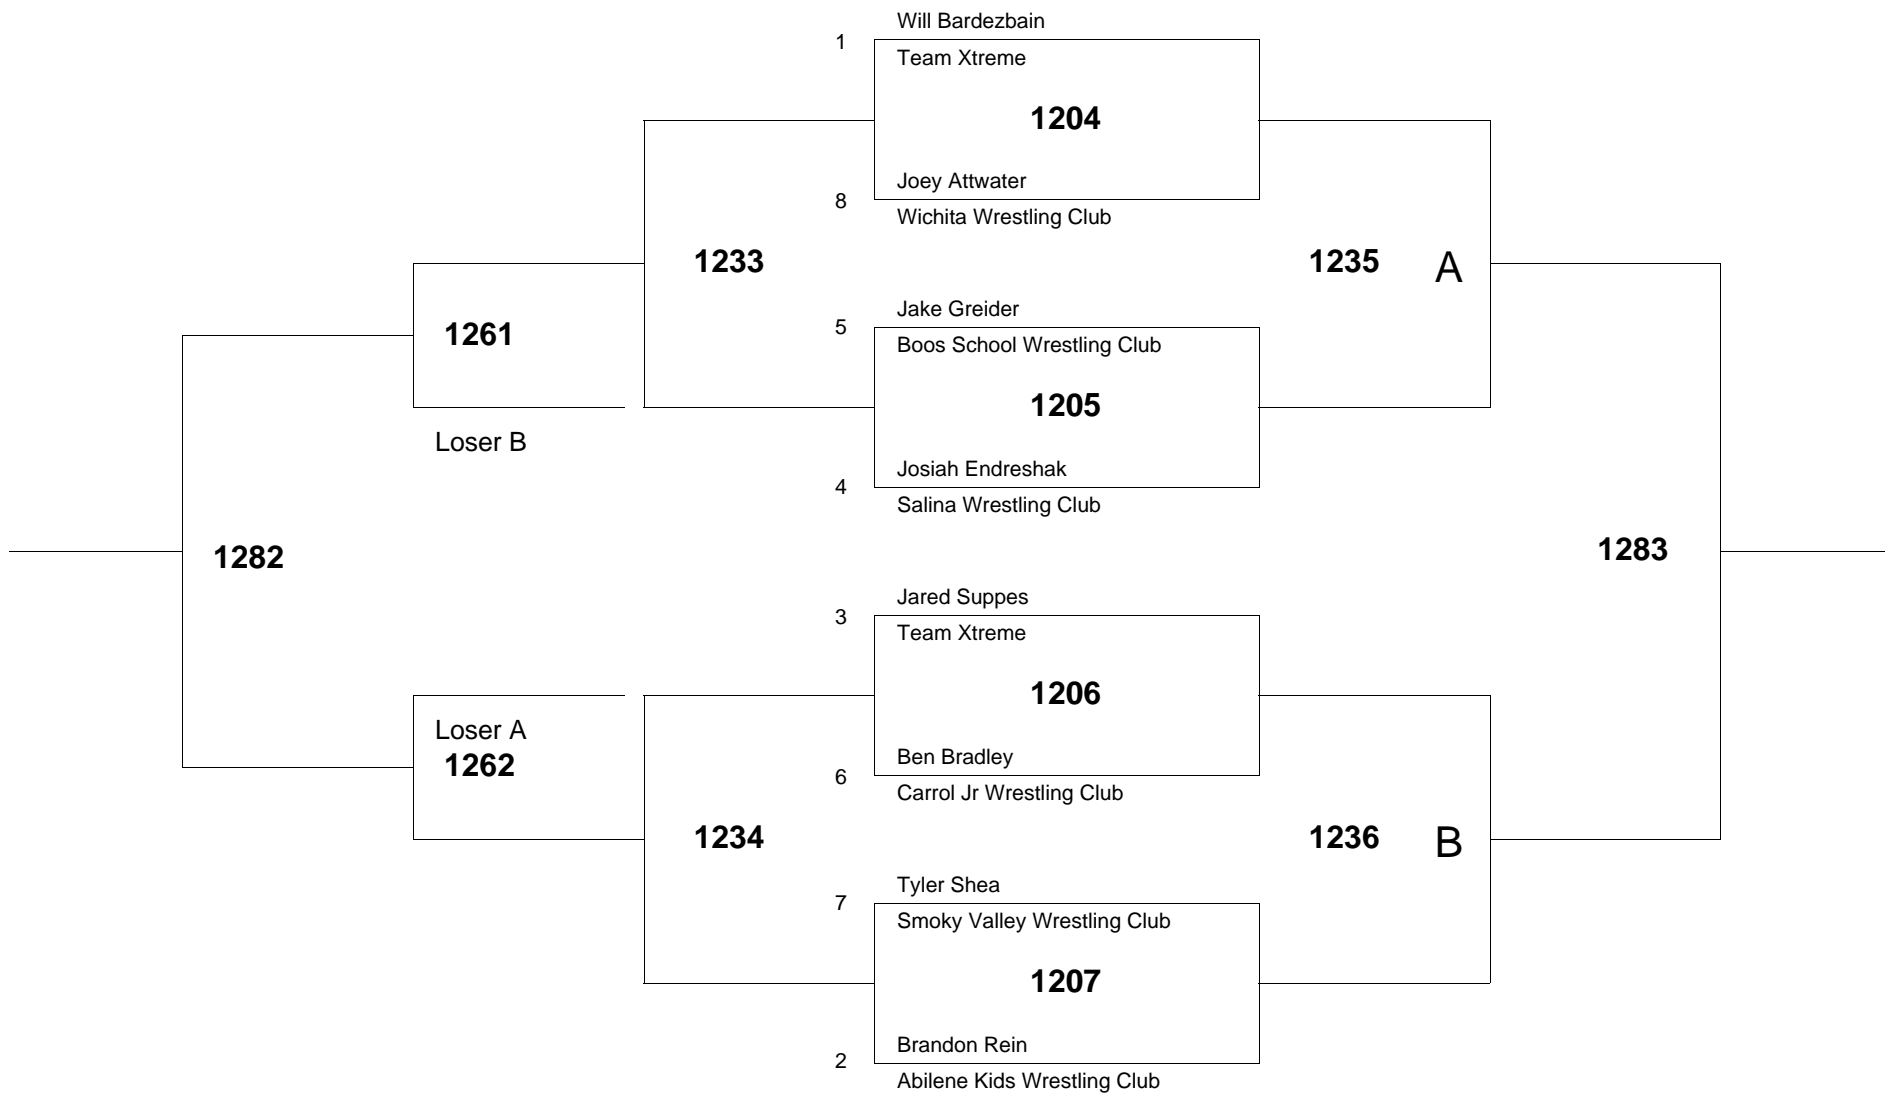 Will Bardezbain
1
Team Xtreme
1204
Joey Attwater
8
Wichita Wrestling Club
1233
1235
A
Jake Greider
5
Boos School Wrestling Club
1261
1205
Loser B
Josiah Endreshak
4
Salina Wrestling Club
1282
1283
Jared Suppes
3
Team Xtreme
1206
Loser A
1262
Ben Bradley
6
Carrol Jr Wrestling Club
1234
1236
B
Tyler Shea
7
Smoky Valley Wrestling Club
1207
Brandon Rein
2
Abilene Kids Wrestling Club